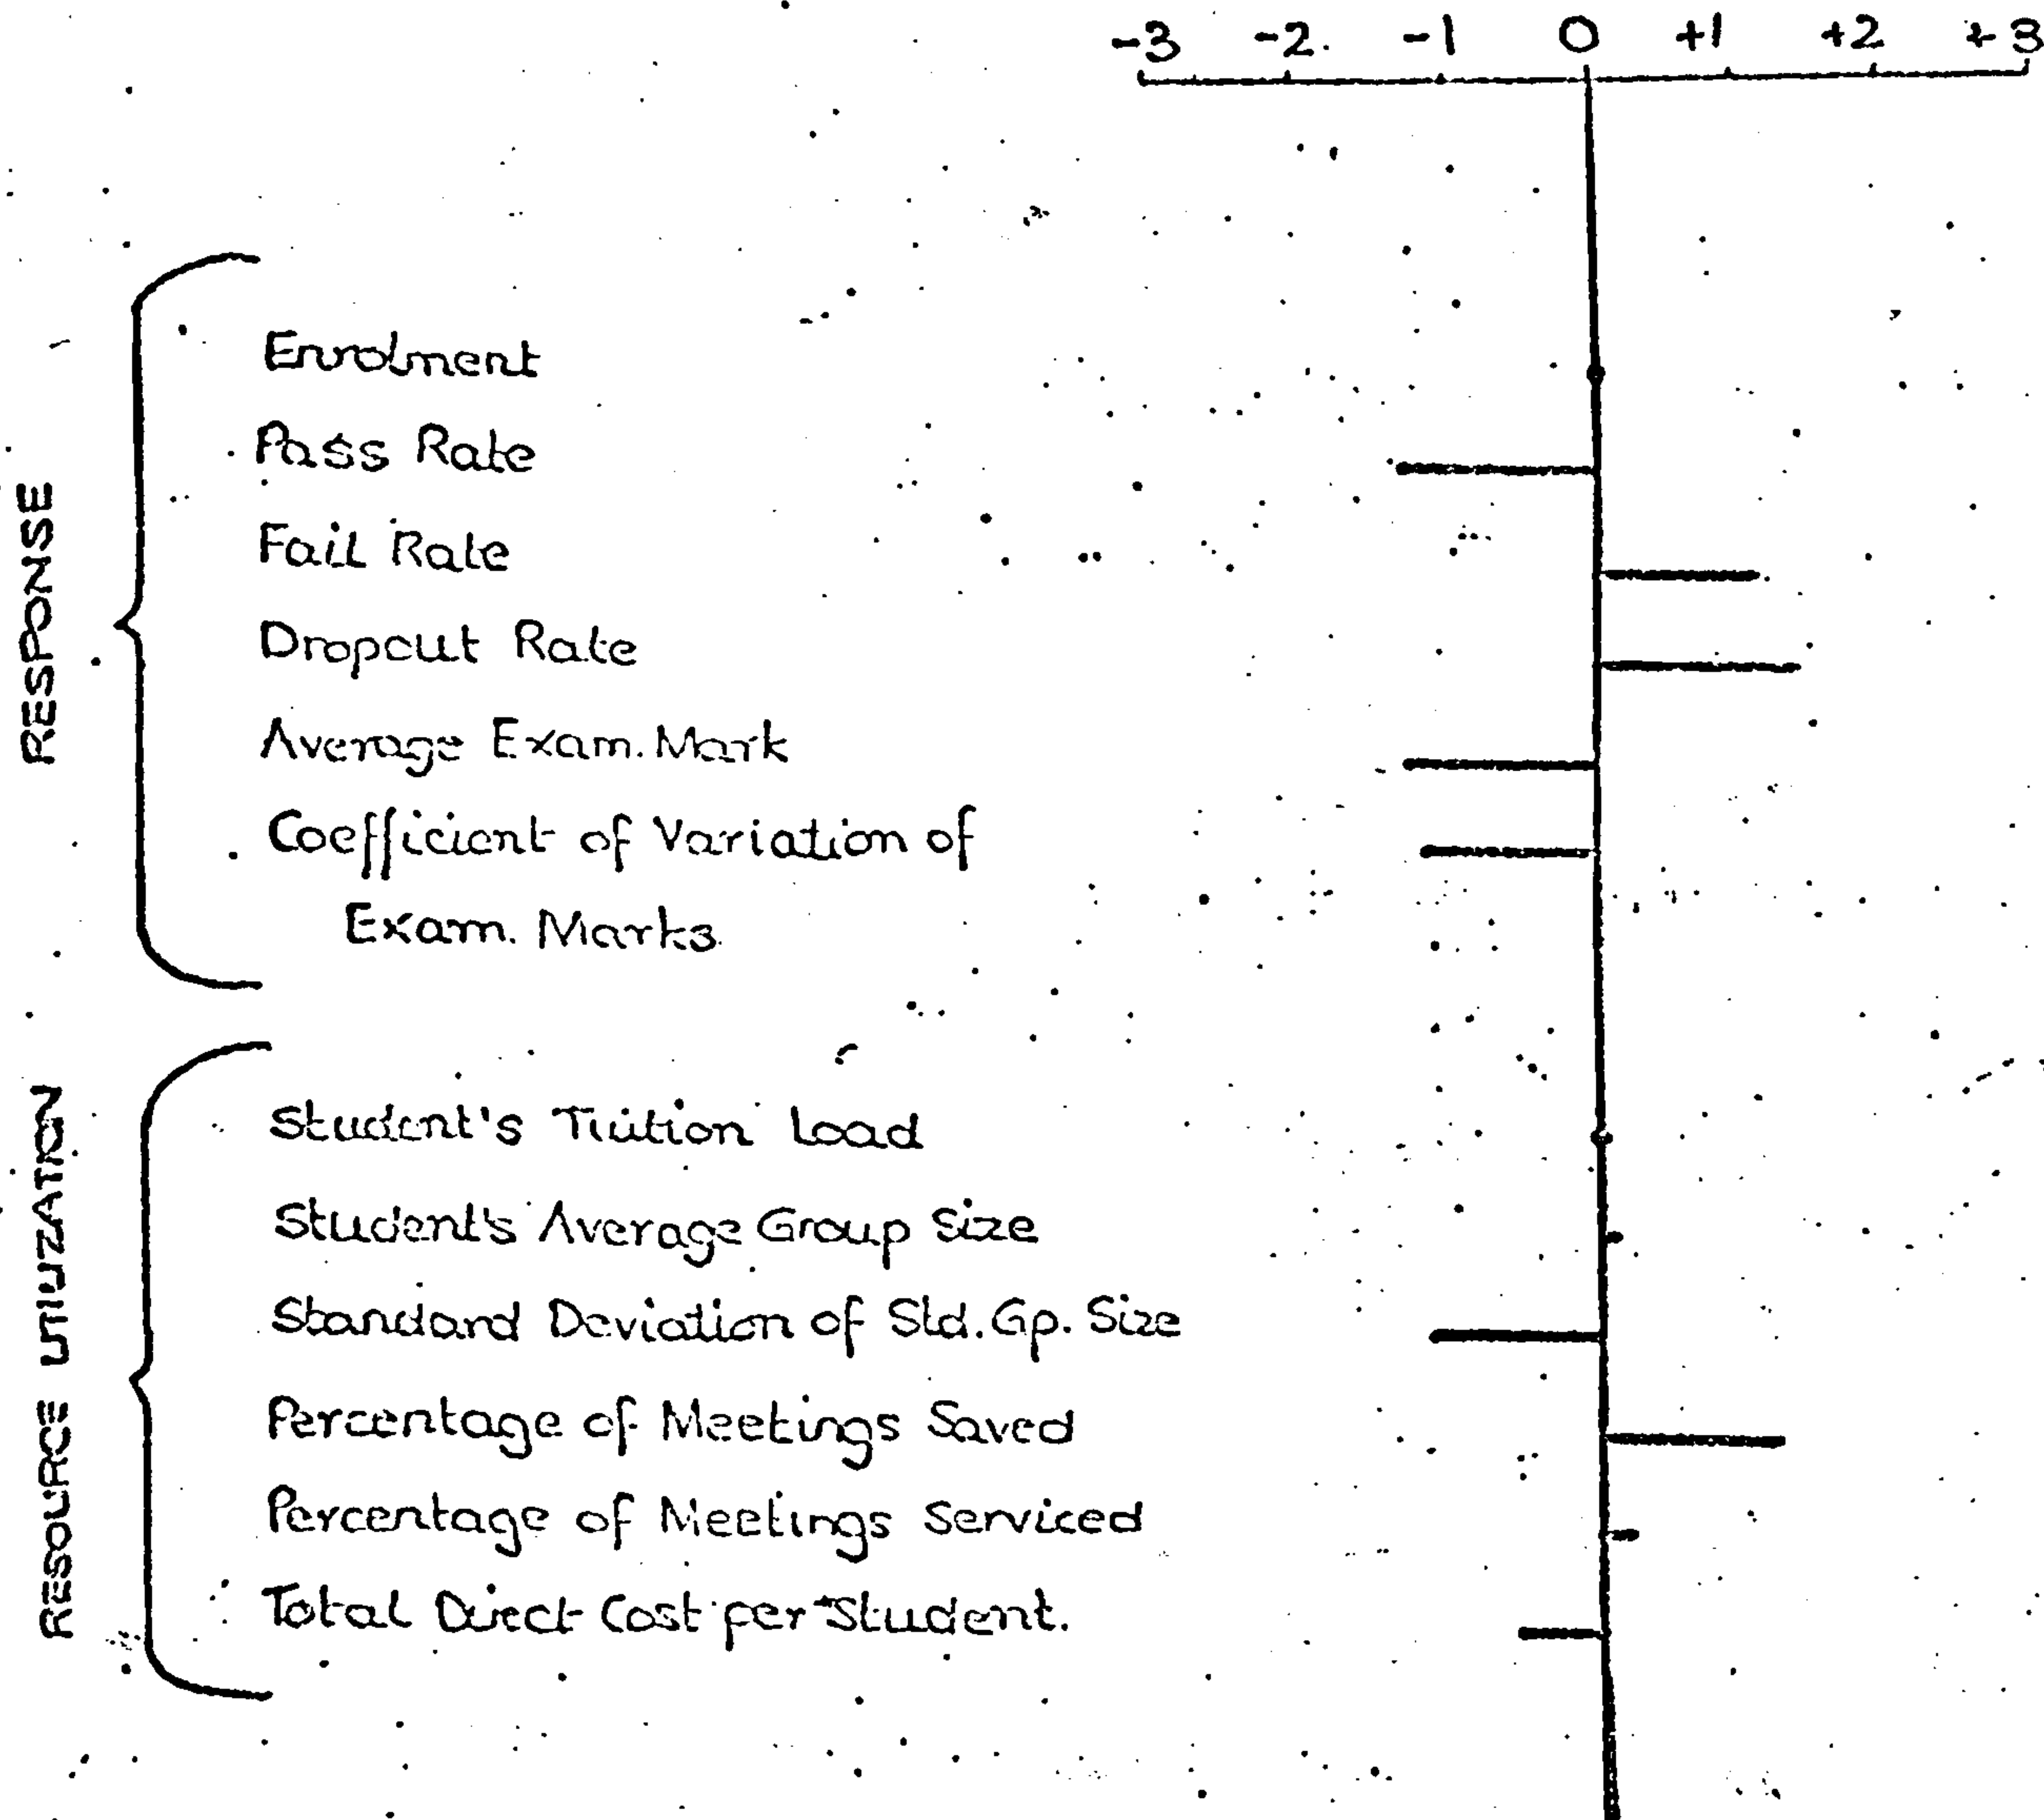 -3 -2 -1 0 +1 +2 +3
RESPONSE
Enrolment
Pass Rate
Fail Rate
Dropout Rate
Average Exam. Mark
Coefficient of Variation of
Exam. Marks
RESOURCE UTILIZATION
Student's Tuition Load
Student's Average Group Size
Standard Deviation of Std. Gp. Size
Percentage of Meetings Saved
Percentage of Meetings Serviced
Total Direct Cost per Student.